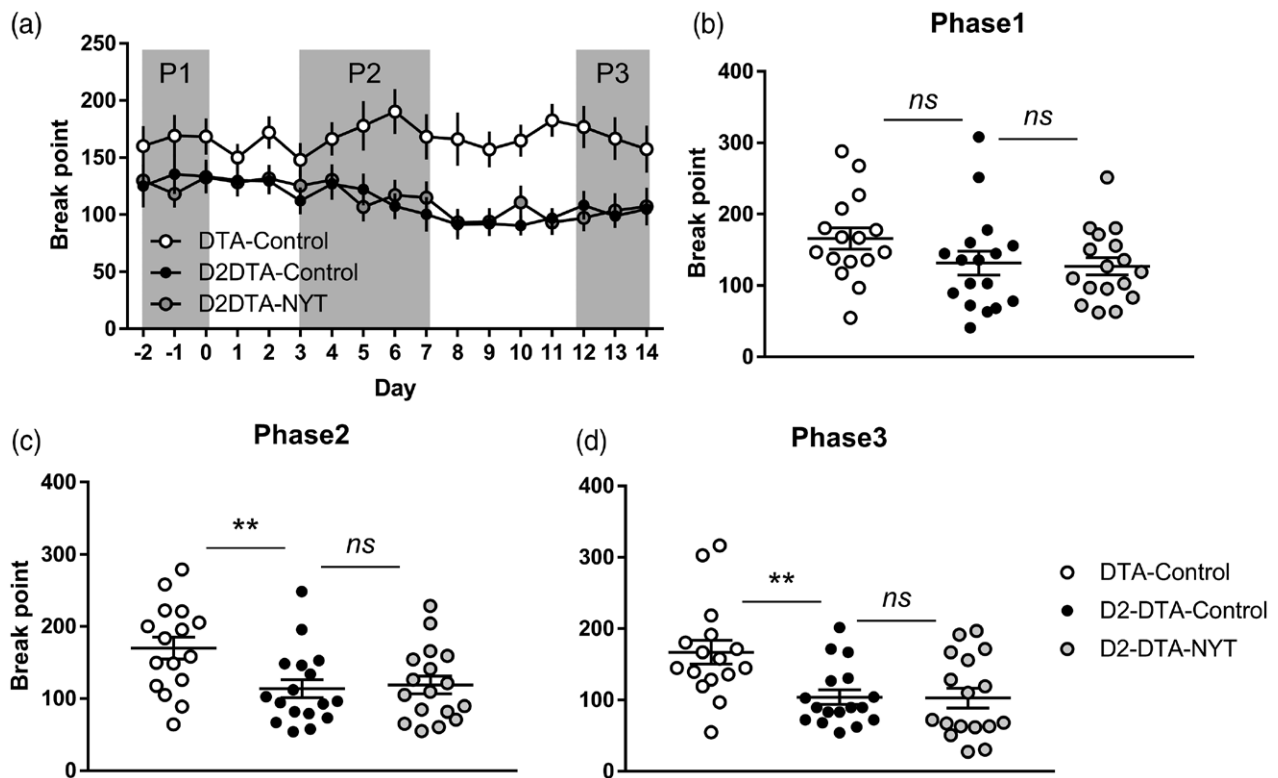 (a)
250
200
150
100
50
0
Break point
P1
P2
P3
DTA-Control
D2DTA-Control
D2DTA-NYT
-2 -1 0 1 2 3 4 5 6 7 8 9 10 11 12 13 14
Day
(b)
Phase1
400
300
200
100
0
Break point
ns
ns
(c)
Phase2
400
300
200
100
0
Break point
**
ns
(d)
Phase3
400
300
200
100
0
**
ns
DTA-Control
D2-DTA-Control
D2-DTA-NYT